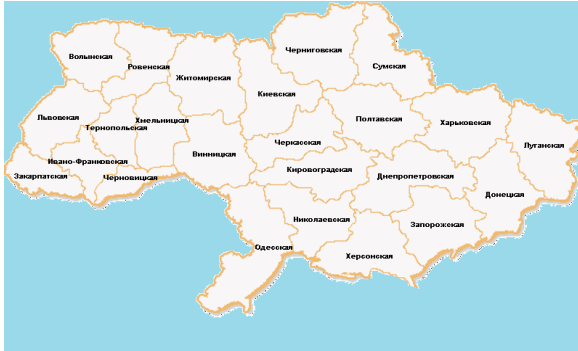 Черниговская
Волынская
Ровенская
Сумская
Житомирская
Киевская
Львовская
Хмельницкая
Полтавская
Харьковская
Тернопольская
Черкасская
Луганская
Винницкая
Ивано-Франковская
Кировоградская
Закарпатская
Черновицкая
Днепропетровская
Донецкая
Николаевская
Запорожская
Одесская
Херсонская